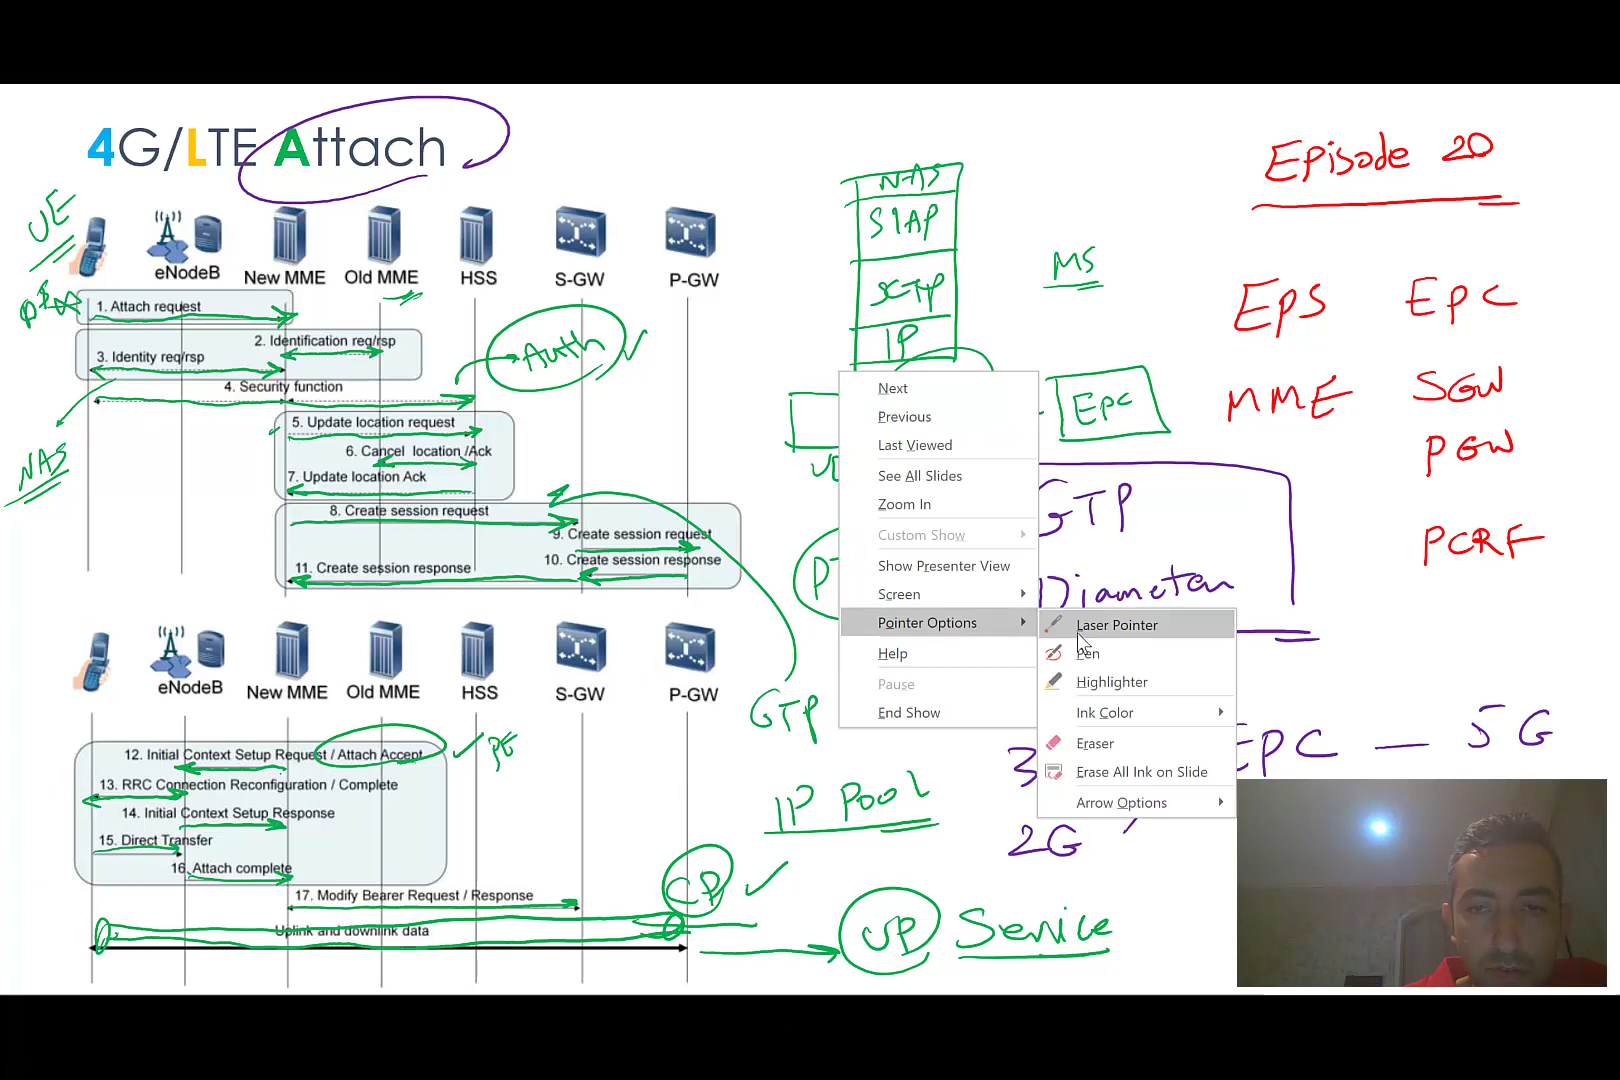 4G/LTE Attach
Episode 20
UE
eNodeB
New MME
Old MME
HSS
S-GW
P-GW
NAS
S1AP
SCTP
IP
MS
EPS EPC
MME SGW
PGW
PCRF
1. Attach request
2. Identification req/rsp
3. Identity req/rsp
4. Security function
Auth
NAS
5. Update location request
6. Cancel location /Ack
7. Update location Ack
8. Create session request
9. Create session request
10. Create session response
11. Create session response
EPC
GTP
Diameter
GTP
Next
Previous
Last Viewed
See All Slides
Zoom In
Custom Show
Show Presenter View
Screen
Pointer Options
Help
Pause
End Show
Laser Pointer
Pen
Highlighter
Ink Color
Eraser
Erase All Ink on Slide
Arrow Options
eNodeB
New MME
Old MME
HSS
S-GW
P-GW
12. Initial Context Setup Request / Attach Accept
13. RRC Connection Reconfiguration / Complete
14. Initial Context Setup Response
15. Direct Transfer
16. Attach complete
17. Modify Bearer Request / Response
Uplink and downlink data
IP Pool
CP
UP Service
EPC — 5G
2G